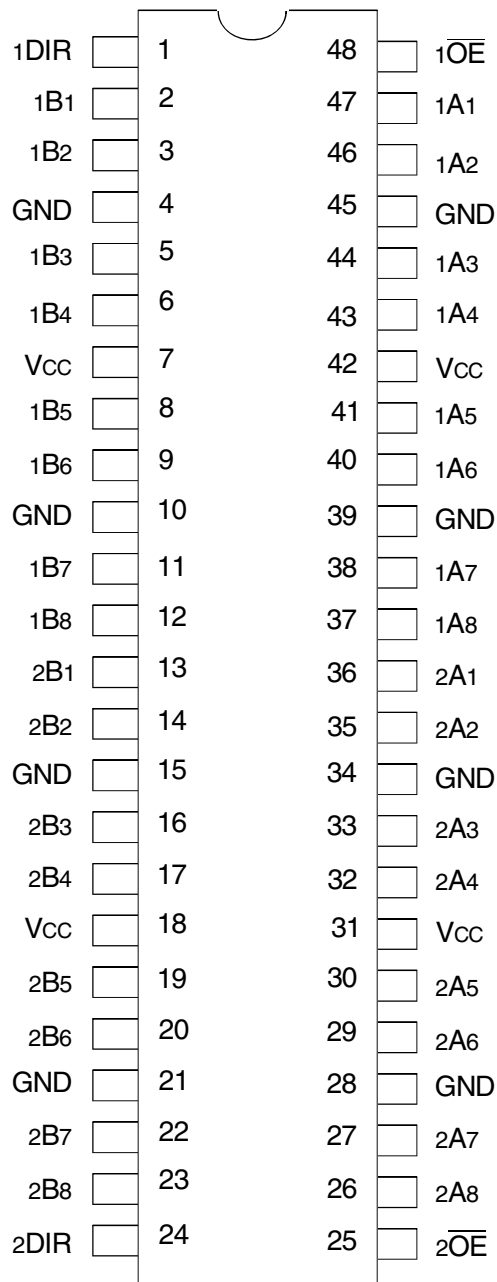 1DIR 1 48 1O̅E̅
1B1 2 47 1A1
1B2 3 46 1A2
GND 4 45 GND
1B3 5 44 1A3
1B4 6 43 1A4
VCC 7 42 VCC
1B5 8 41 1A5
1B6 9 40 1A6
GND 10 39 GND
1B7 11 38 1A7
1B8 12 37 1A8
2B1 13 36 2A1
2B2 14 35 2A2
GND 15 34 GND
2B3 16 33 2A3
2B4 17 32 2A4
VCC 18 31 VCC
2B5 19 30 2A5
2B6 20 29 2A6
GND 21 28 GND
2B7 22 27 2A7
2B8 23 26 2A8
2DIR 24 25 2O̅E̅